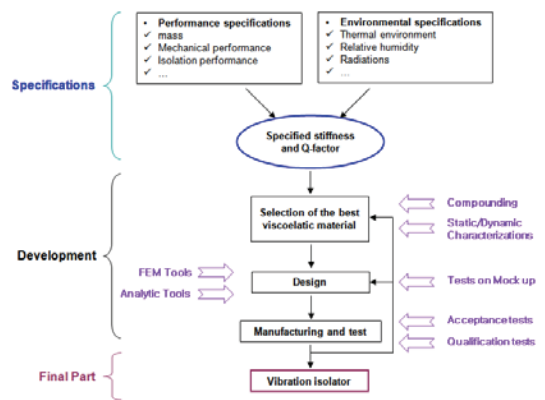 • Performance specifications
✓ mass
✓ Mechanical performance
✓ Isolation performance
✓ ...
• Environmental specifications
✓ Thermal environment
✓ Relative humidity
✓ Radiations
✓ ...
Specifications
Specified stiffness
and Q-factor
Development
Selection of the best
viscoelatic material
Compounding
Static/Dynamic
Characterizations
FEM Tools
Analytic Tools
Design
Tests on Mock up
Manufacturing and test
Acceptance tests
Qualification tests
Final Part
Vibration isolator